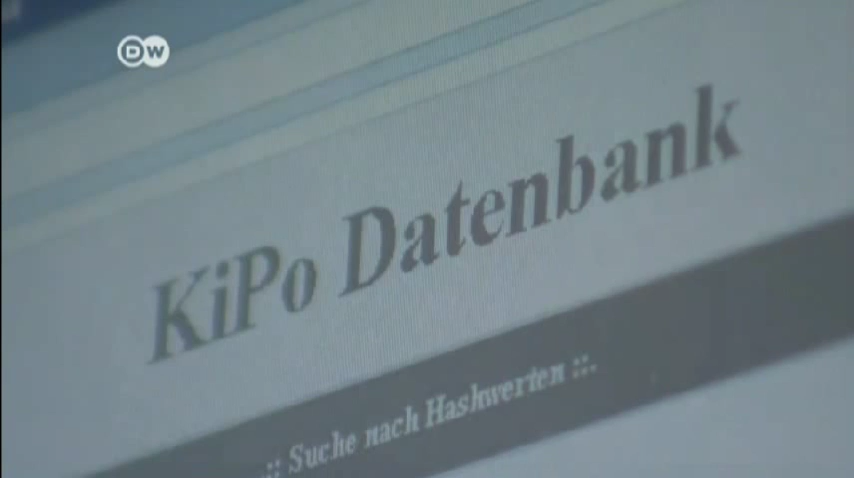 DW
KiPo Datenbank
.:: Suche nach Hashwerten ::.